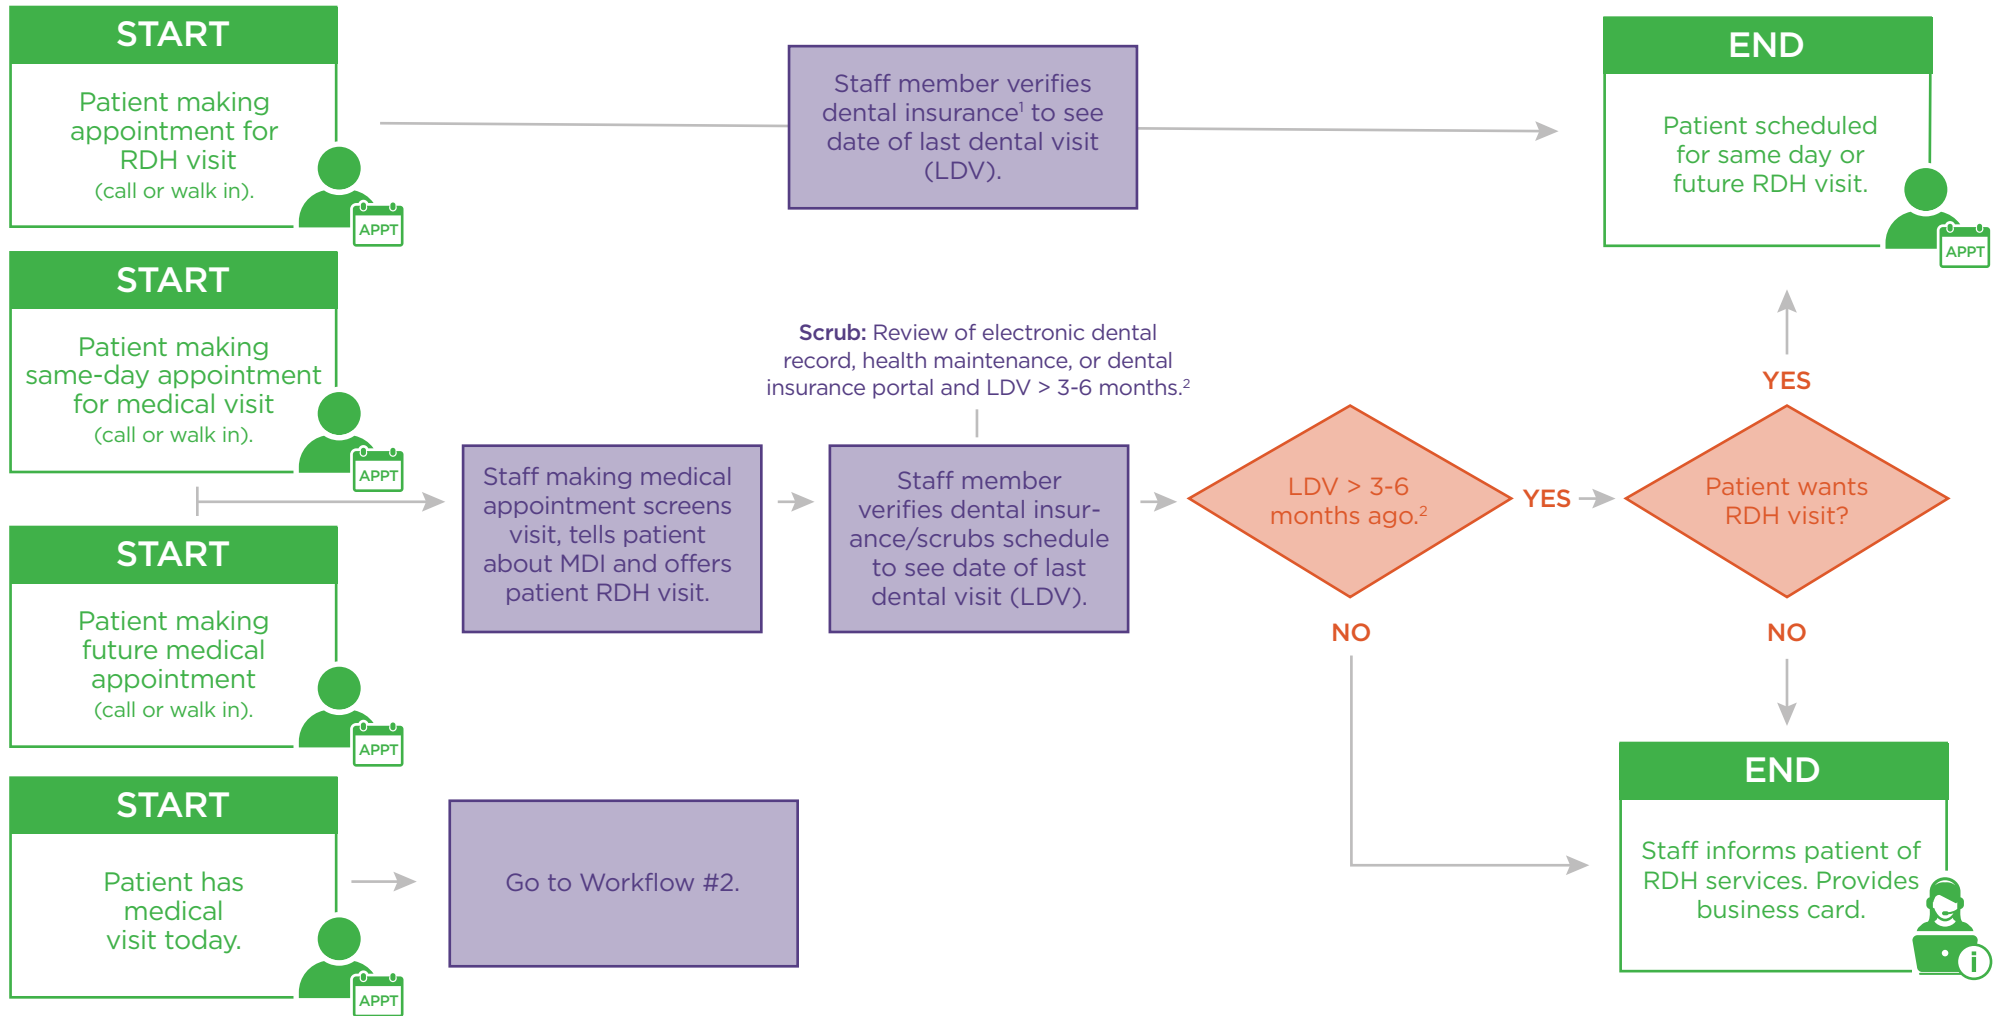 START
Patient making
appointment for
RDH visit
(call or walk in).
APPT
Staff member verifies
dental insurance¹ to see
date of last dental visit
(LDV).
END
Patient scheduled
for same day or
future RDH visit.
APPT
START
Patient making
same-day appointment
for medical visit
(call or walk in).
APPT
START
Patient making
future medical
appointment
(call or walk in).
APPT
Staff making medical
appointment screens
visit, tells patient
about MDI and offers
patient RDH visit.
Scrub: Review of electronic dental
record, health maintenance, or dental
insurance portal and LDV > 3-6 months.²
Staff member
verifies dental insur-
ance/scrubs schedule
to see date of last
dental visit (LDV).
LDV > 3-6
months ago.²
YES
NO
Patient wants
RDH visit?
YES
NO
END
Staff informs patient of
RDH services. Provides
business card.
i
START
Patient has
medical
visit today.
APPT
Go to Workflow #2.